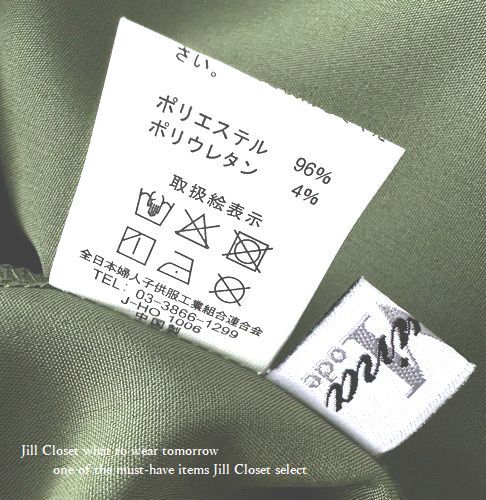 さい。
ポリエステル 96%
ポリウレタン 4%
取扱絵表示
全日本婦人子供服工業組合連合会
TEL: 03-3866-1299
J-HO 1006
中国製
Lode
Jill Closet what to wear tomorrow
one of the must-have items Jill Closet select